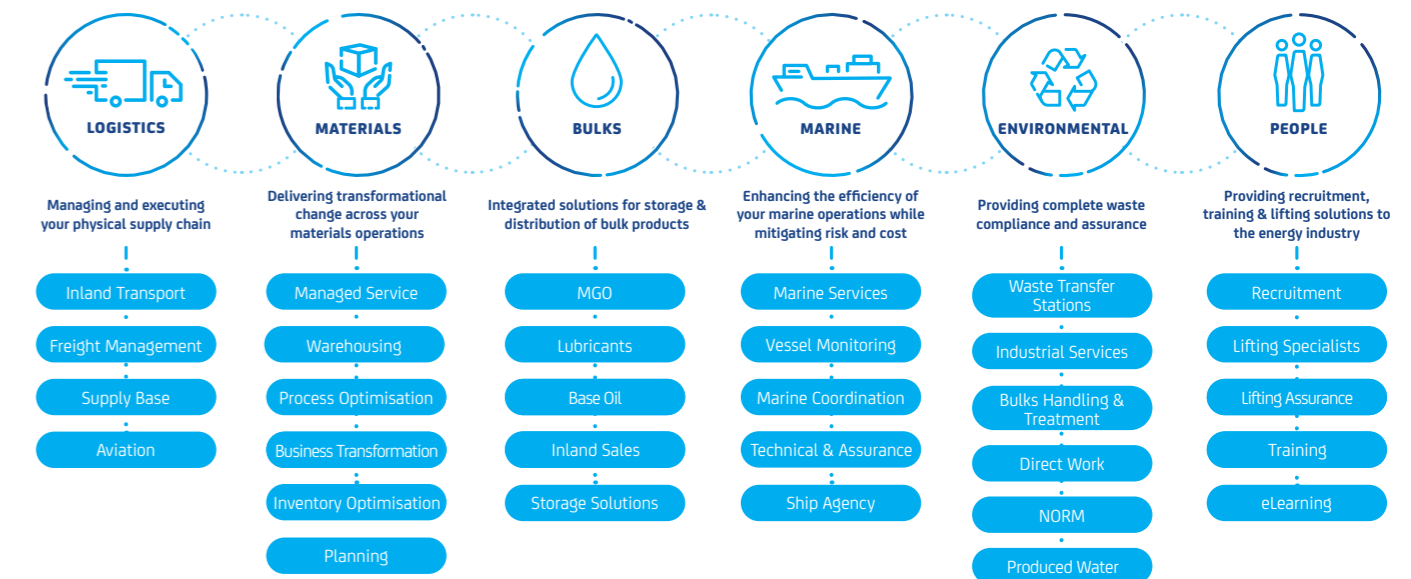 LOGISTICS
Managing and executing
your physical supply chain
Inland Transport
Freight Management
Supply Base
Aviation
MATERIALS
Delivering transformational
change across your
materials operations
Managed Service
Warehousing
Process Optimisation
Business Transformation
Inventory Optimisation
Planning
BULKS
Integrated solutions for storage &
distribution of bulk products
MGO
Lubricants
Base Oil
Inland Sales
Storage Solutions
MARINE
Enhancing the efficiency of
your marine operations while
mitigating risk and cost
Marine Services
Vessel Monitoring
Marine Coordination
Technical & Assurance
Ship Agency
ENVIRONMENTAL
Providing complete waste
compliance and assurance
Waste Transfer
Stations
Industrial Services
Bulks Handling &
Treatment
Direct Work
NORM
Produced Water
PEOPLE
Providing recruitment,
training & lifting solutions to
the energy industry
Recruitment
Lifting Specialists
Lifting Assurance
Training
eLearning